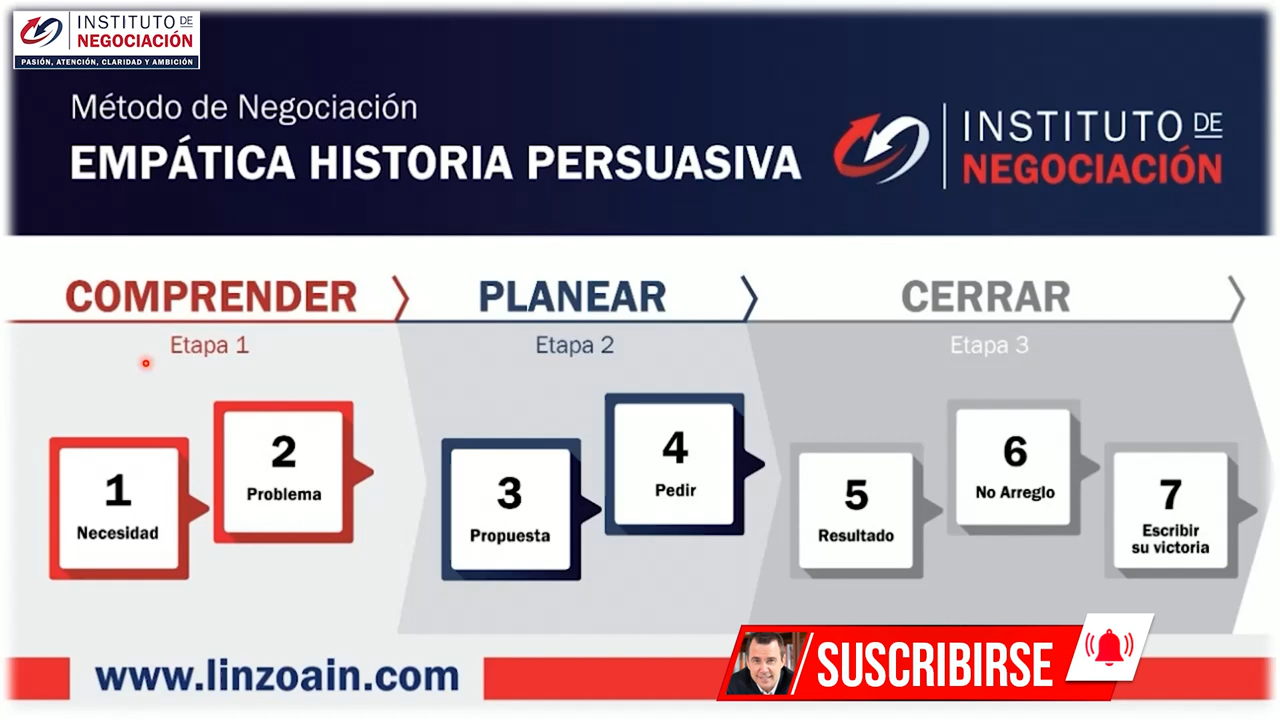 INSTITUTO DE
NEGOCIACIÓN
PASIÓN, ATENCIÓN, CLARIDAD Y AMBICIÓN
Método de Negociación
EMPÁTICA HISTORIA PERSUASIVA
INSTITUTO DE
NEGOCIACIÓN
COMPRENDER
PLANEAR
CERRAR
Etapa 1
Etapa 2
Etapa 3
1
Necesidad
2
Problema
3
Propuesta
4
Pedir
5
Resultado
6
No Arreglo
7
Escribir
su victoria
www.linzoain.com
SUSCRIBIRSE